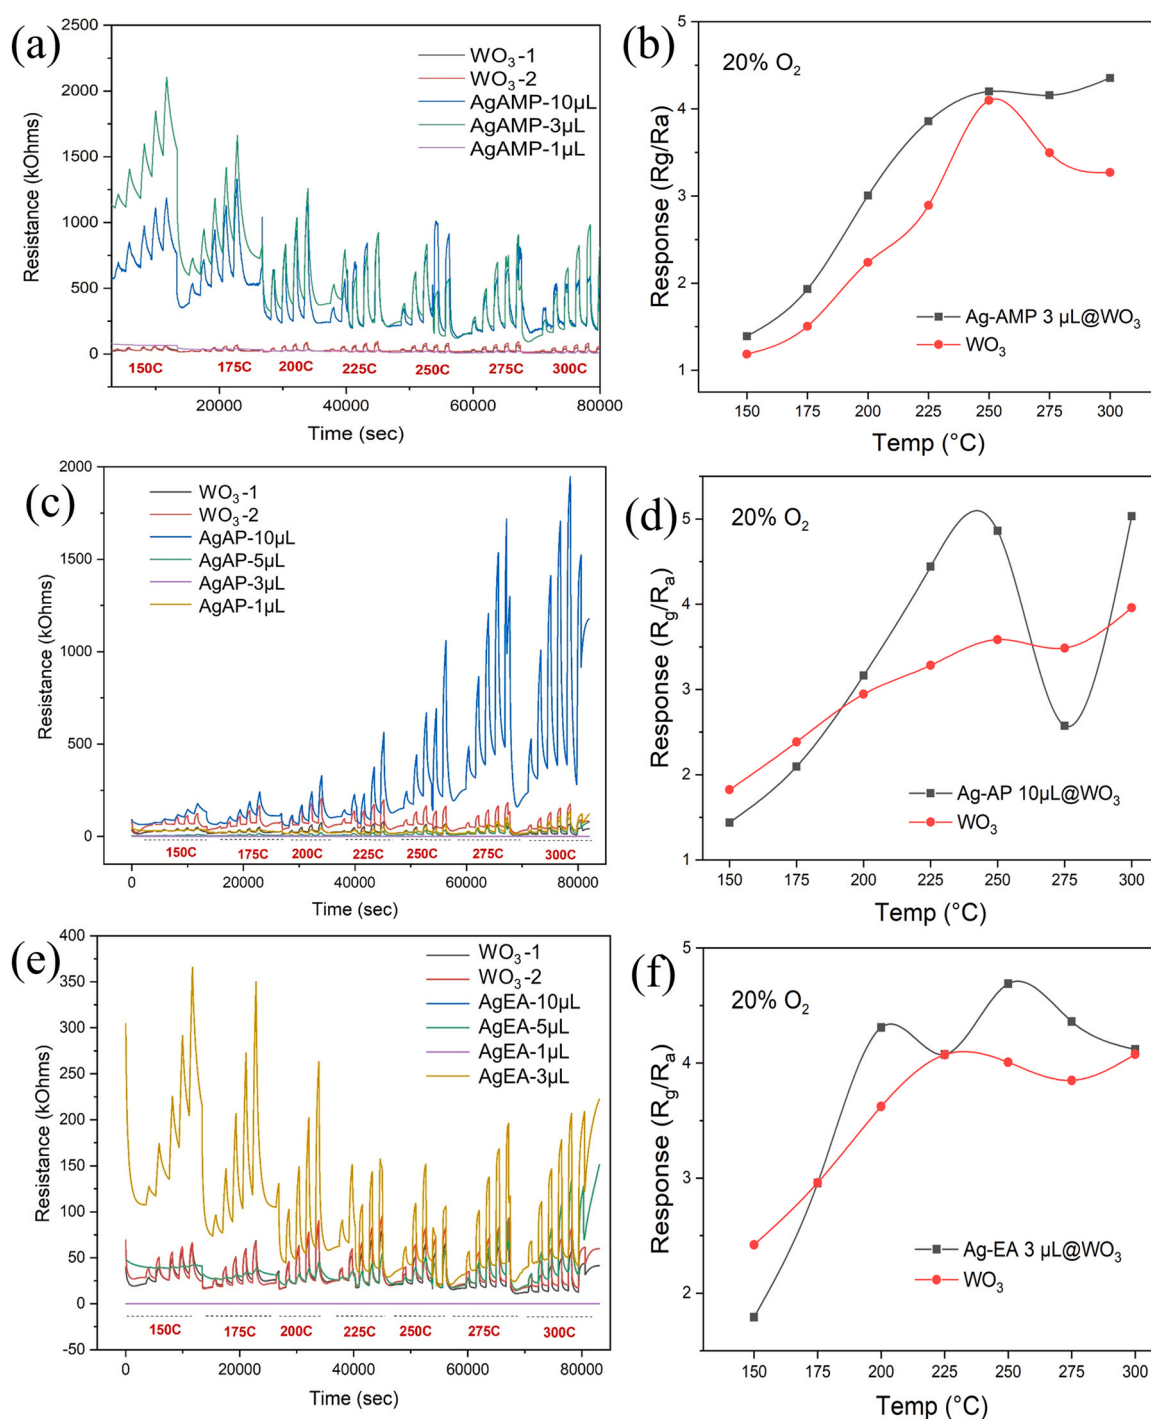 (a)
2500
2000
1500
1000
500
0
Resistance (kOhms)
WO₃-1
WO₃-2
AgAMP-10µL
AgAMP-3µL
AgAMP-1µL
150C 175C 200C 225C 250C 275C 300C
20000 40000 60000 80000
Time (sec)
(b)
20% O₂
5
4
3
2
1
Response (Rg/Ra)
Ag-AMP 3 µL@WO₃
WO₃
150 175 200 225 250 275 300
Temp (°C)
(c)
2000
1500
1000
500
0
Resistance (kOhms)
WO₃-1
WO₃-2
AgAP-10µL
AgAP-5µL
AgAP-3µL
AgAP-1µL
150C 175C 200C 225C 250C 275C 300C
0 20000 40000 60000 80000
Time (sec)
(d)
20% O₂
5
4
3
2
1
Response (R₉/Rₐ)
Ag-AP 10µL@WO₃
WO₃
150 175 200 225 250 275 300
Temp (°C)
(e)
400
350
300
250
200
150
100
50
0
-50
Resistance (kOhms)
WO₃-1
WO₃-2
AgEA-10µL
AgEA-5µL
AgEA-1µL
AgEA-3µL
150C 175C 200C 225C 250C 275C 300C
0 20000 40000 60000 80000
Time (sec)
(f)
20% O₂
5
4
3
2
Response (R₉/Rₐ)
Ag-EA 3 µL@WO₃
WO₃
150 175 200 225 250 275 300
Temp (°C)